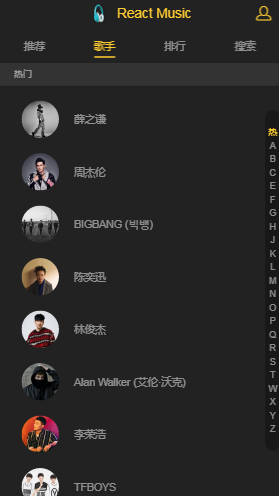 React Music
推荐 歌手 排行 搜索
热门
薛之谦
周杰伦
BIGBANG (빅뱅)
陈奕迅
林俊杰
Alan Walker (艾伦·沃克)
李荣浩
TFBOYS
热
A
B
C
E
F
G
H
J
K
L
M
N
O
P
Q
R
S
T
W
X
Y
Z